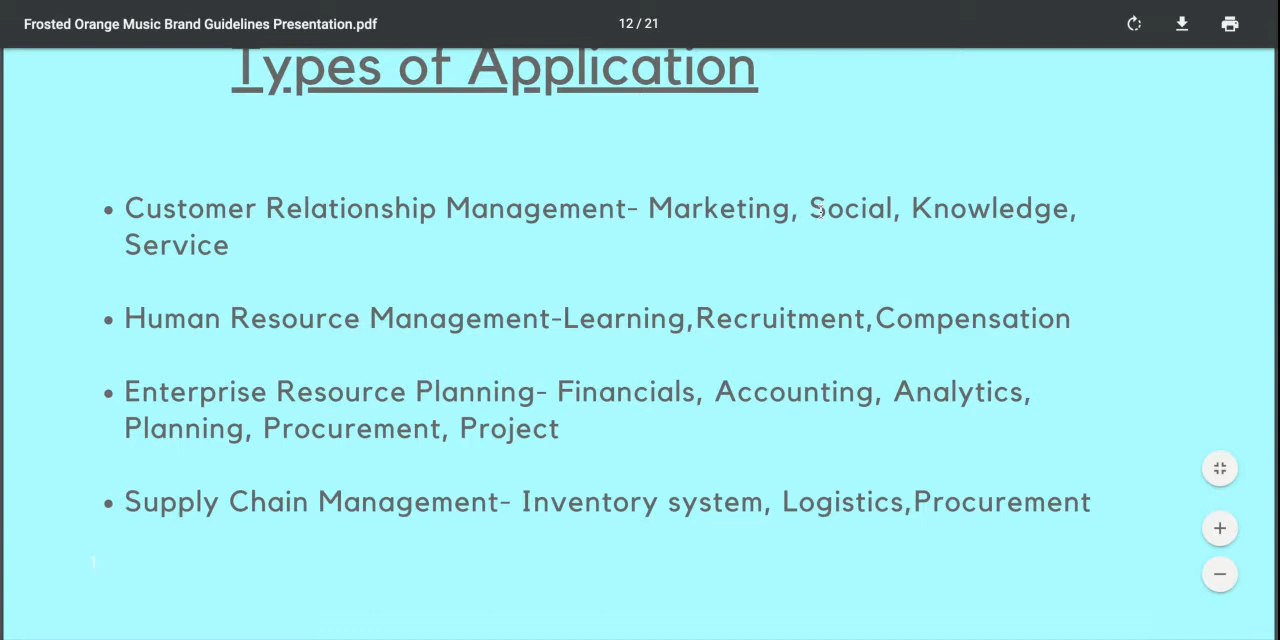 Frosted Orange Music Brand Guidelines Presentation.pdf
12 / 21
Types of Application
• Customer Relationship Management- Marketing, Social, Knowledge,
Service
• Human Resource Management-Learning,Recruitment,Compensation
• Enterprise Resource Planning- Financials, Accounting, Analytics,
Planning, Procurement, Project
• Supply Chain Management- Inventory system, Logistics,Procurement
1